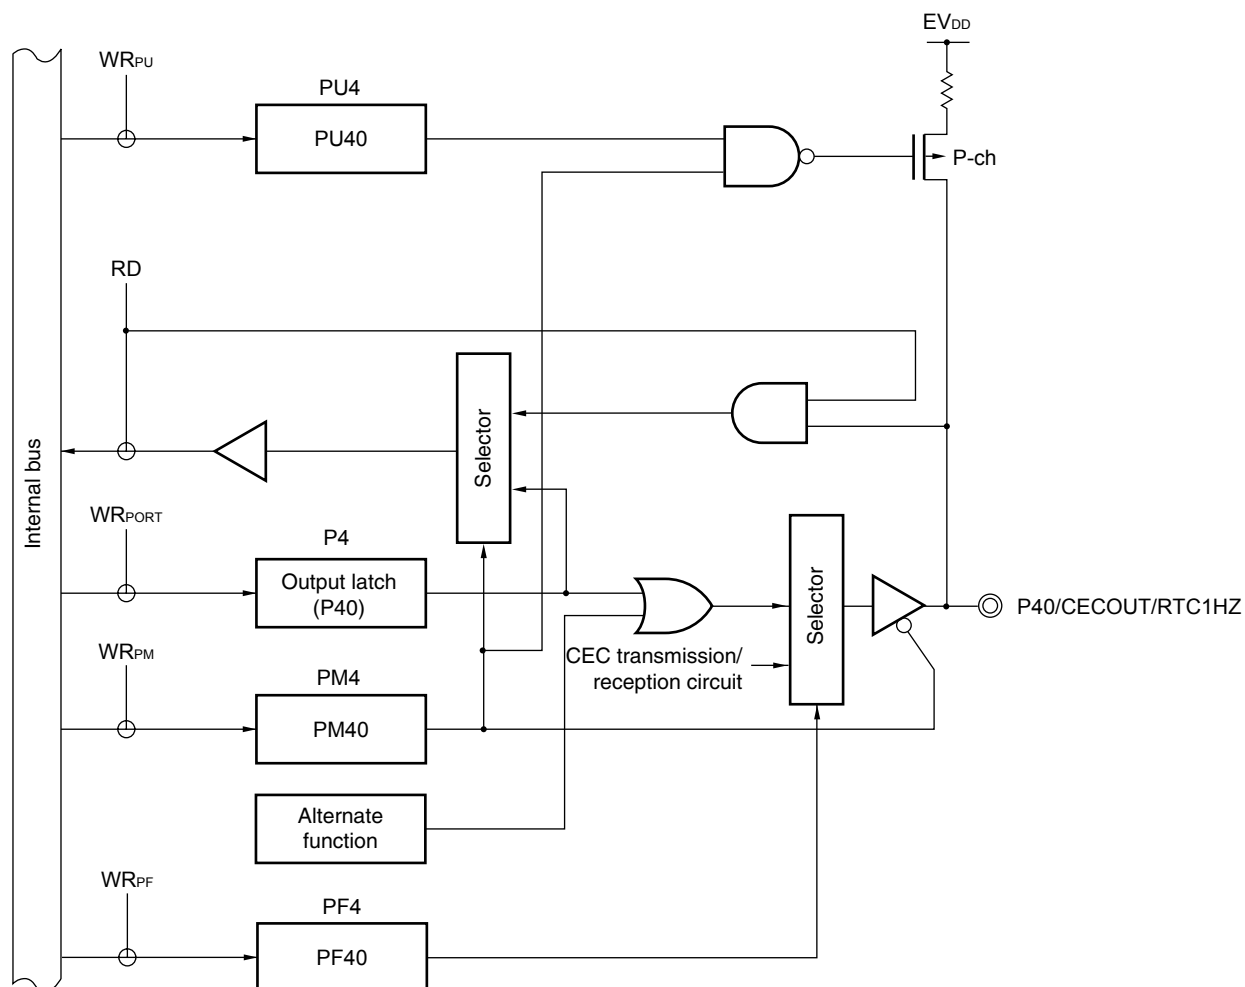 EVDD
WRPU
PU4
PU40
P-ch
RD
Internal bus
Selector
WRPORT
P4
Output latch
(P40)
Selector
P40/CECOUT/RTC1HZ
CEC transmission/
reception circuit
WRPM
PM4
PM40
Alternate
function
WRPF
PF4
PF40